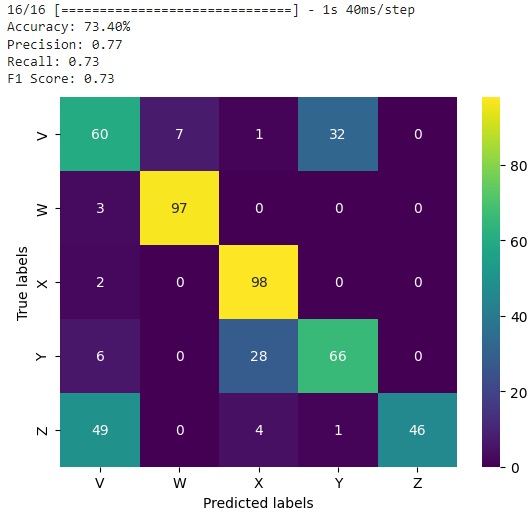 16/16 [==============================] - 1s 40ms/step
Accuracy: 73.40%
Precision: 0.77
Recall: 0.73
F1 Score: 0.73
True labels
V 60 7 1 32 0
W 3 97 0 0 0
X 2 0 98 0 0
Y 6 0 28 66 0
Z 49 0 4 1 46
V W X Y Z
Predicted labels
80
60
40
20
0